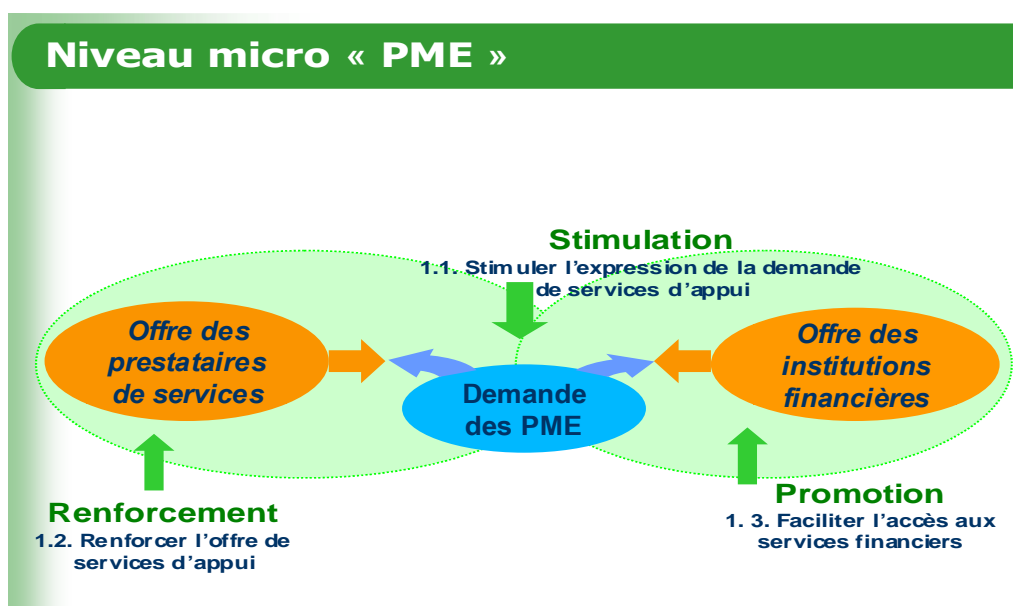 Niveau micro « PME »
Stimulation
1.1. Stimuler l’expression de la demande
de services d’appui
Offre des
prestataires
de services
Demande
des PME
Offre des
institutions
financières
Renforcement
1.2. Renforcer l’offre de
services d’appui
Promotion
1. 3. Faciliter l’accès aux
services financiers